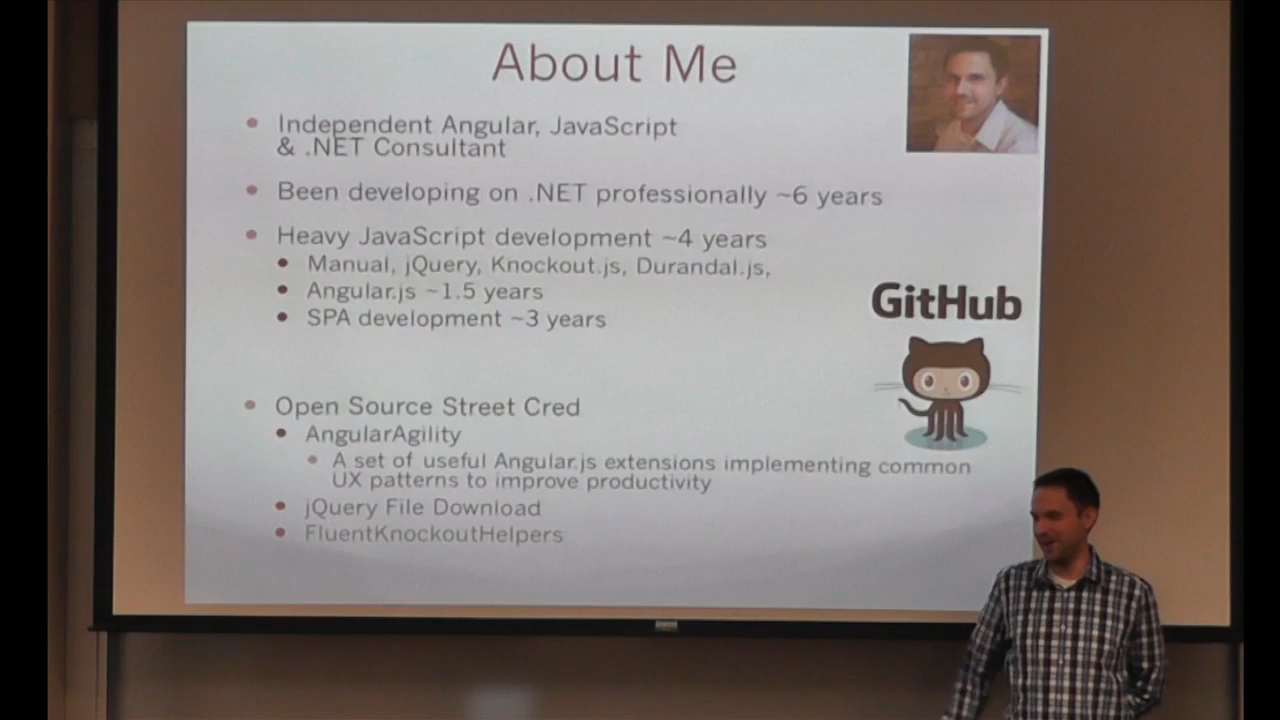 About Me
Independent Angular, JavaScript
& .NET Consultant
Been developing on .NET professionally ~6 years
Heavy JavaScript development ~4 years
Manual, jQuery, Knockout.js, Durandal.js,
Angular.js ~1.5 years
SPA development ~3 years
GitHub
Open Source Street Cred
AngularAgility
A set of useful Angular.js extensions implementing common
UX patterns to improve productivity
jQuery File Download
FluentKnockoutHelpers